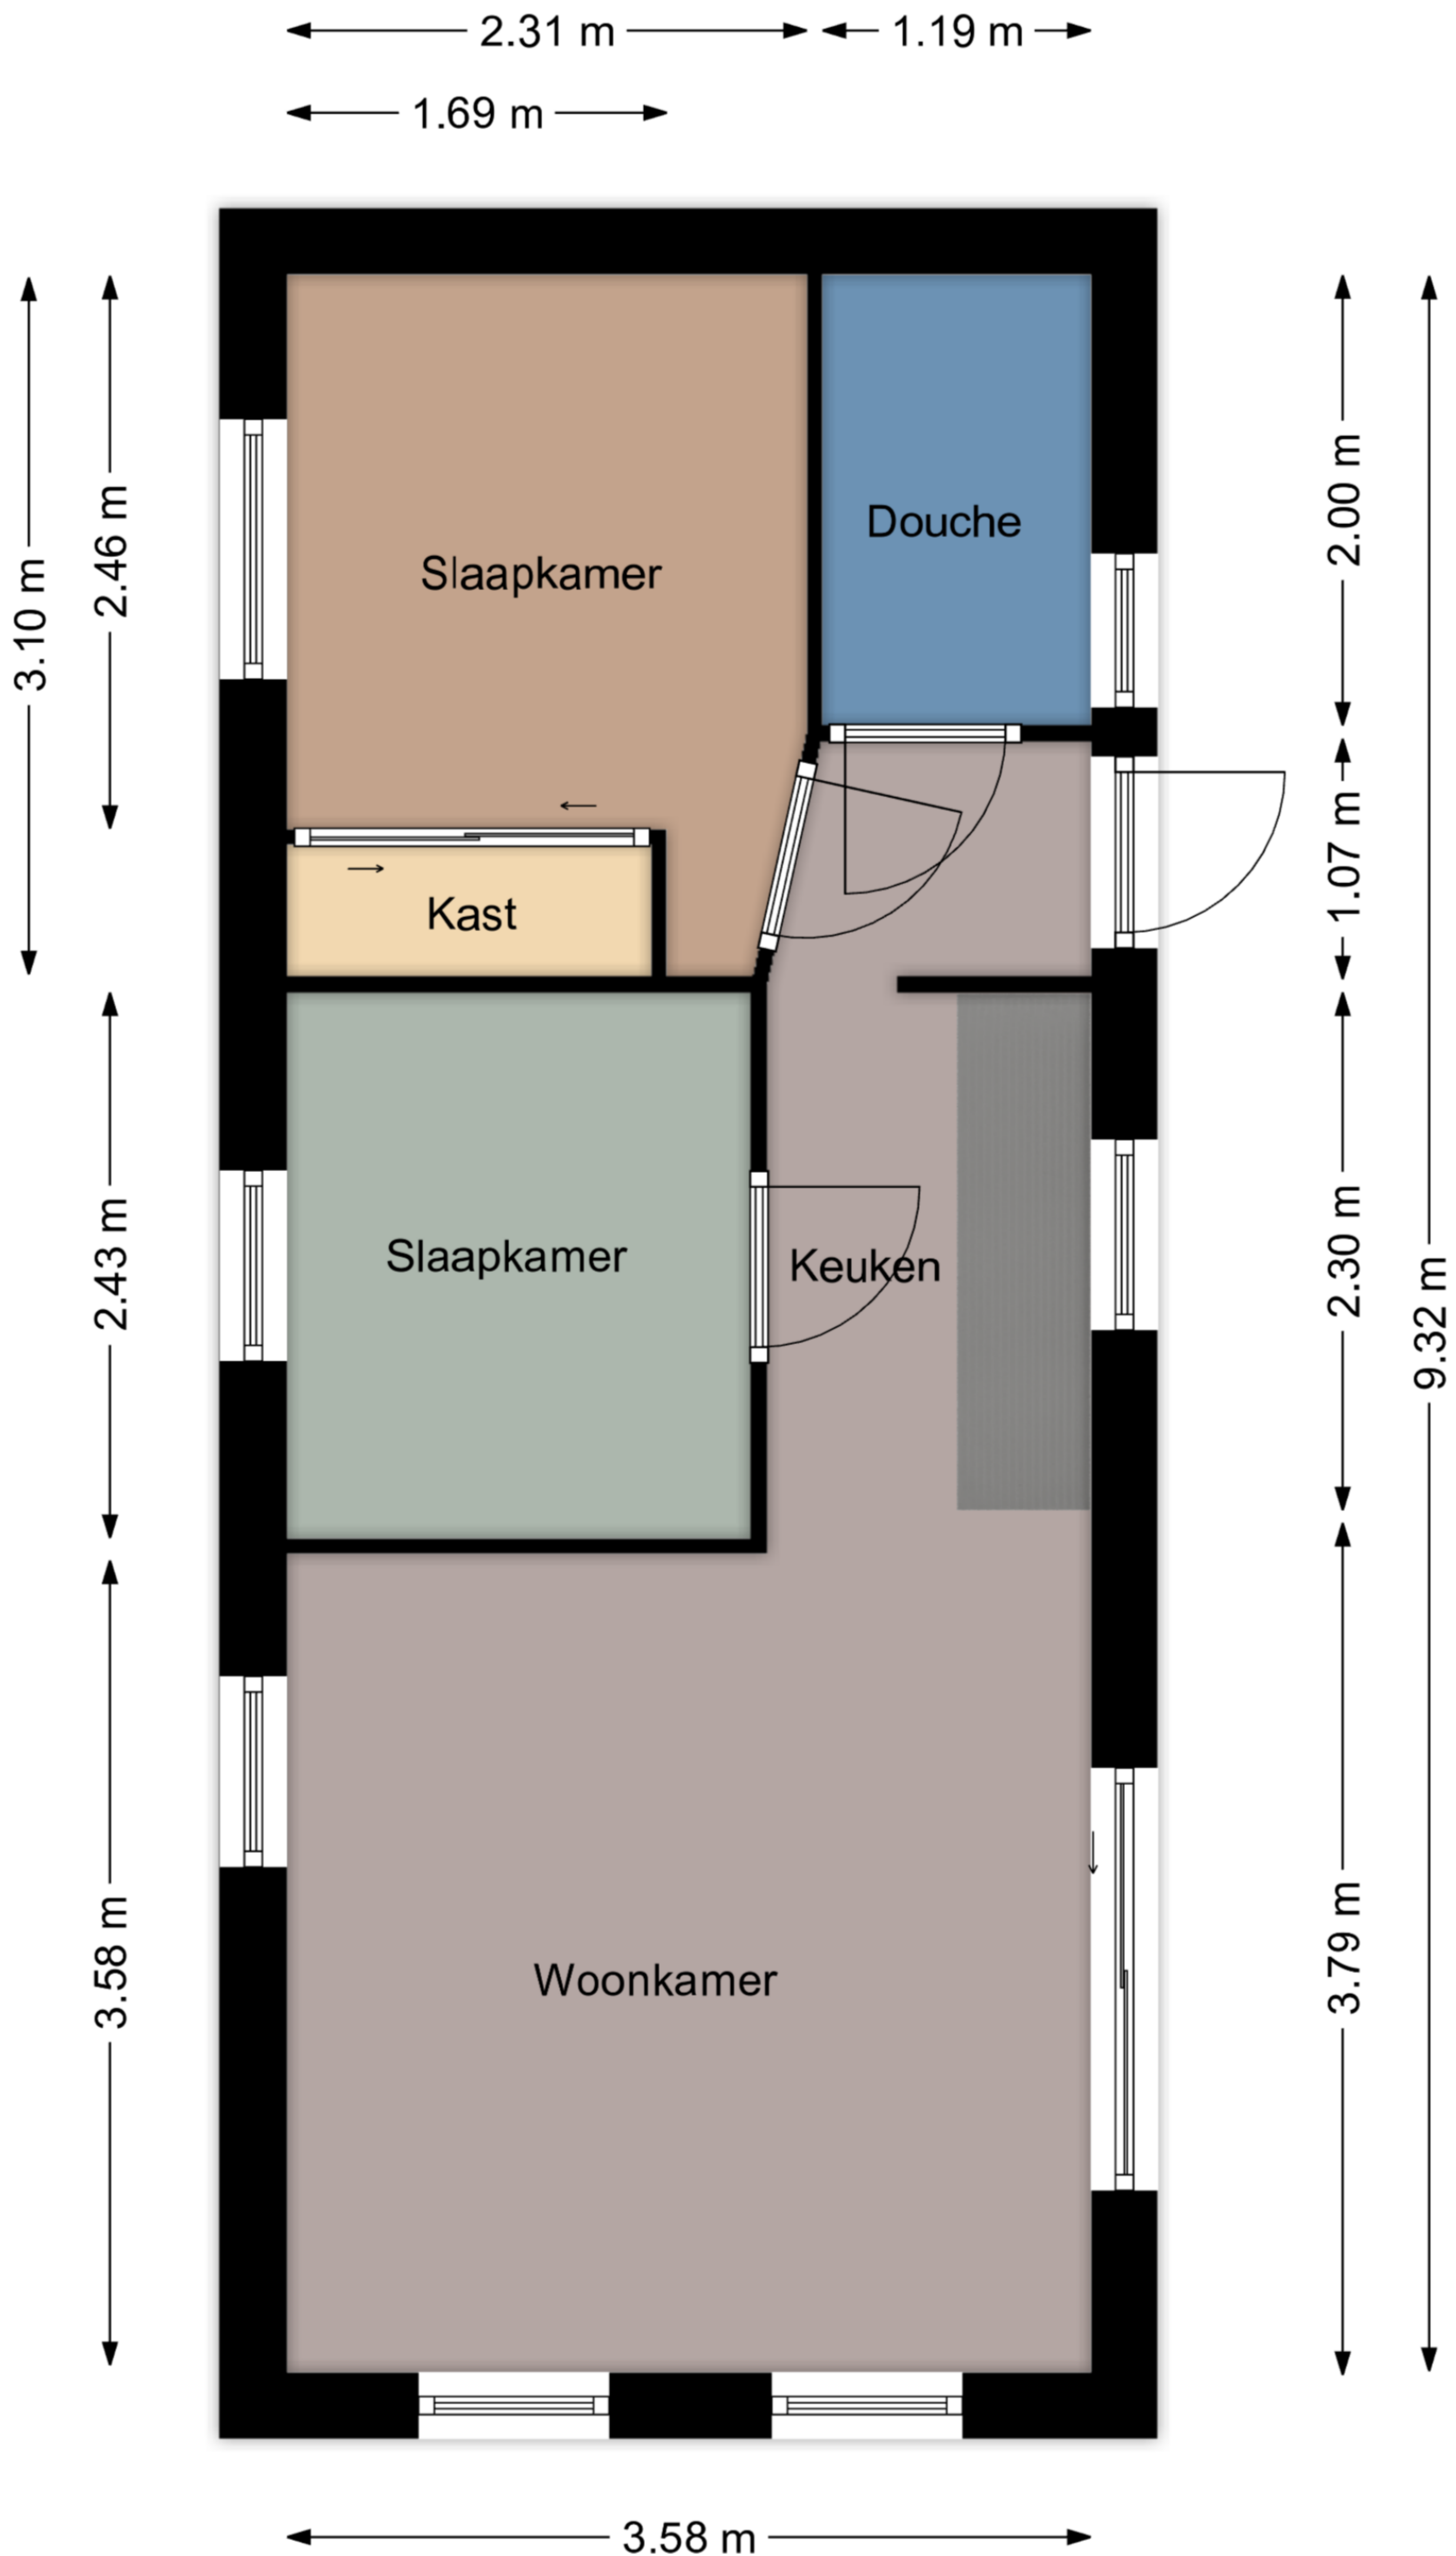 2.31 m
1.19 m
1.69 m
3.10 m
2.46 m
2.00 m
Slaapkamer
Douche
1.07 m
Kast
2.43 m
Slaapkamer
Keuken
2.30 m
9.32 m
3.58 m
Woonkamer
3.79 m
3.58 m